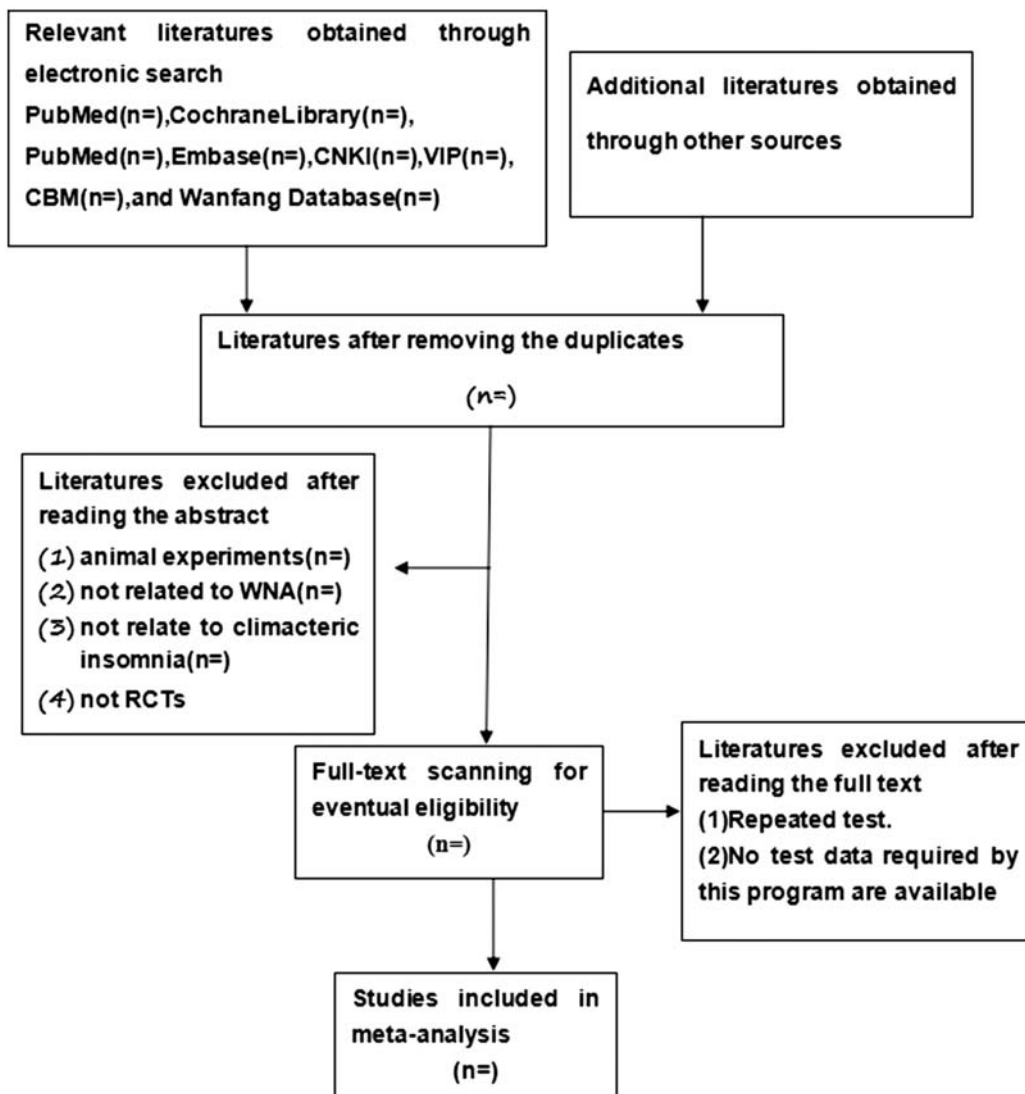 Relevant literatures obtained through
electronic search
PubMed(n=),CochraneLibrary(n=),
PubMed(n=),Embase(n=),CNKI(n=),VIP(n=),
CBM(n=),and Wanfang Database(n=)
Additional literatures obtained
through other sources
Literatures after removing the duplicates
(n=)
Literatures excluded after
reading the abstract
(1) animal experiments(n=)
(2) not related to WNA(n=)
(3) not relate to climacteric
insomnia(n=)
(4) not RCTs
Full-text scanning for
eventual eligibility
(n=)
Literatures excluded after
reading the full text
(1)Repeated test.
(2)No test data required by
this program are available
Studies included in
meta-analysis
(n=)